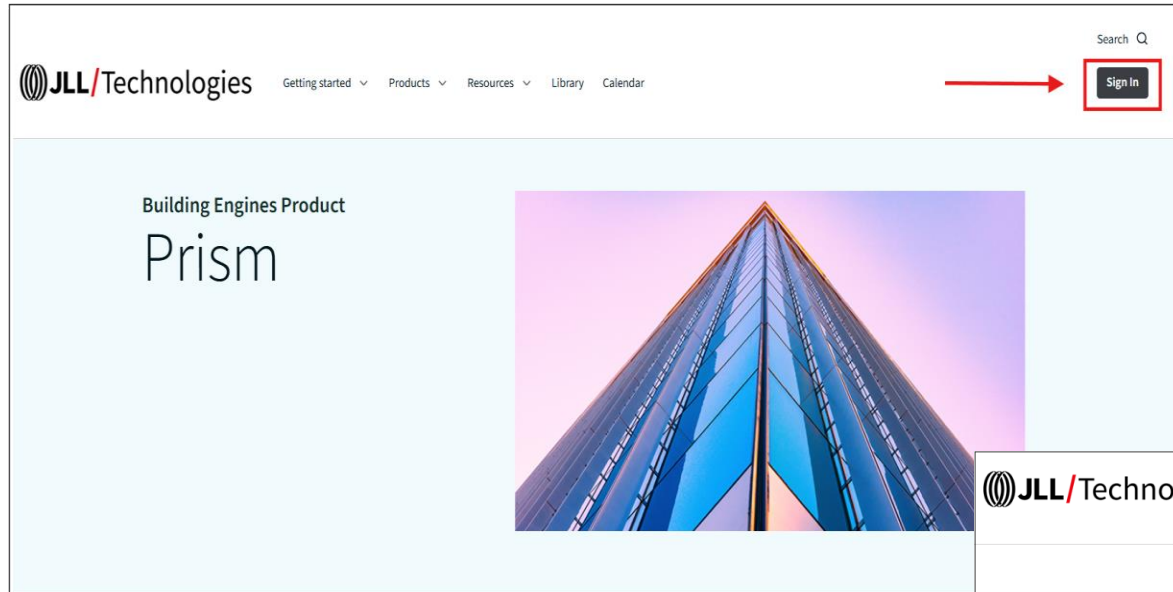 Search
JLL/Technologies Getting started Products Resources Library Calendar Sign In
Building Engines Product
Prism
JLL/Techno